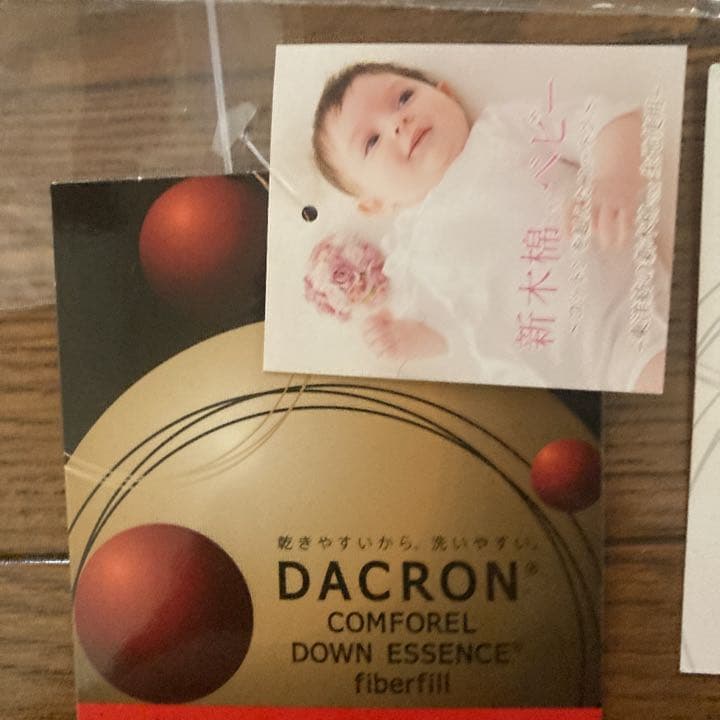 新木綿 ベビー
乾きやすいから、洗いやすい。
DACRON®
COMFOREL
DOWN ESSENCE®
fiberfill